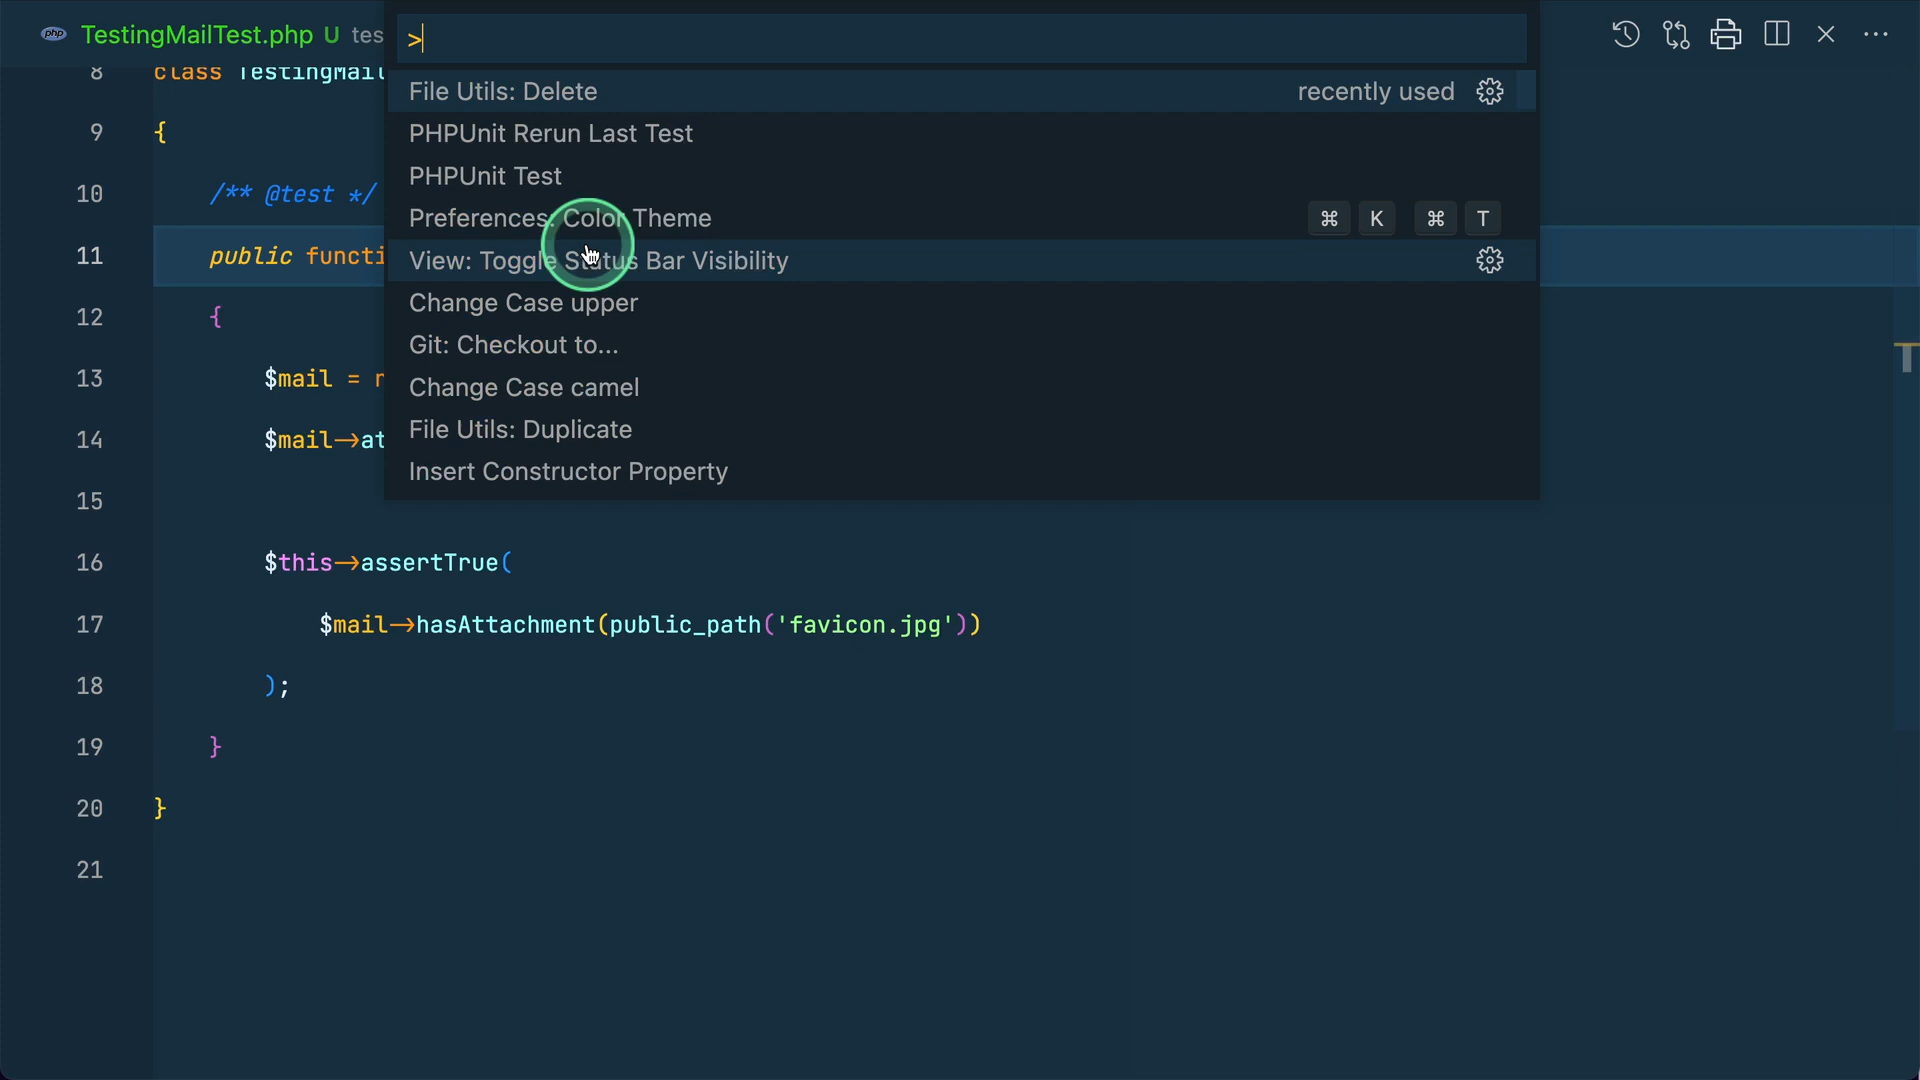 php TestingMailTest.php U tes
>
File Utils: Delete recently used
PHPUnit Rerun Last Test
PHPUnit Test
Preferences: Color Theme ⌘ K ⌘ T
View: Toggle Status Bar Visibility
Change Case upper
Git: Checkout to...
Change Case camel
File Utils: Duplicate
Insert Constructor Property
8 class TestingMail
9 {
10 /** @test */
11 public functi
12 {
13 $mail =
14 $mail→at
15
16 $this→assertTrue(
17 $mail→hasAttachment(public_path('favicon.jpg'))
18 );
19 }
20 }
21